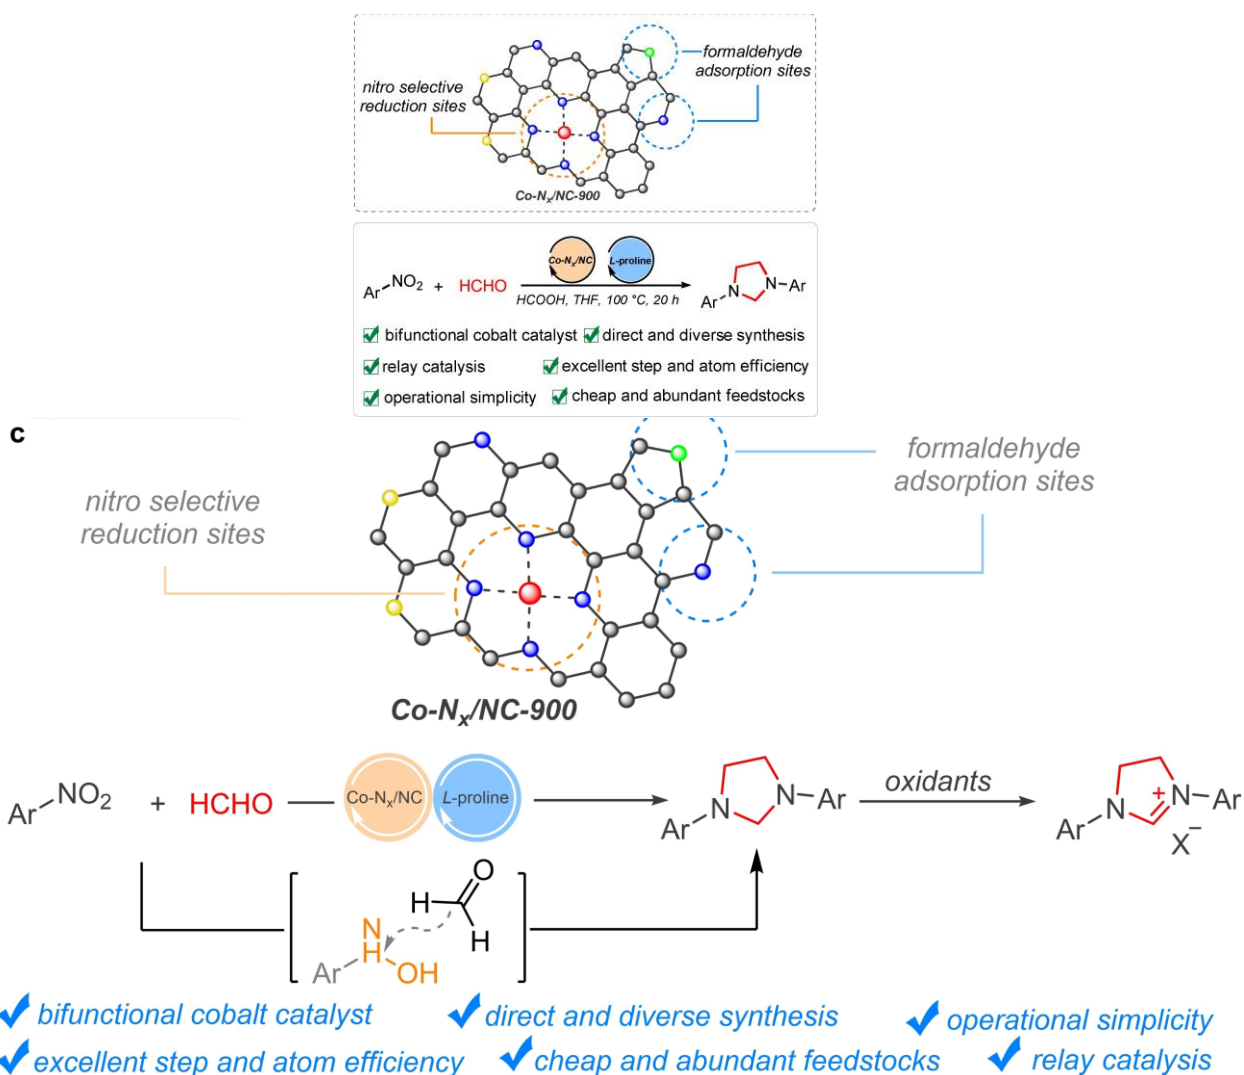 nitro selective
reduction sites
formaldehyde
adsorption sites
Co-Nx/NC-900
Ar NO2 + HCHO
Co-Nx/NC L-proline
HCOOH, THF, 100 °C, 20 h
Ar N N Ar
bifunctional cobalt catalyst direct and diverse synthesis
relay catalysis excellent step and atom efficiency
operational simplicity cheap and abundant feedstocks
c
nitro selective
reduction sites
formaldehyde
adsorption sites
Co-Nx/NC-900
Ar NO2 + HCHO Co-Nx/NC L-proline Ar N N Ar oxidants Ar N + N Ar
X−
H O
H
N
H
Ar OH
bifunctional cobalt catalyst direct and diverse synthesis operational simplicity
excellent step and atom efficiency cheap and abundant feedstocks relay catalysis